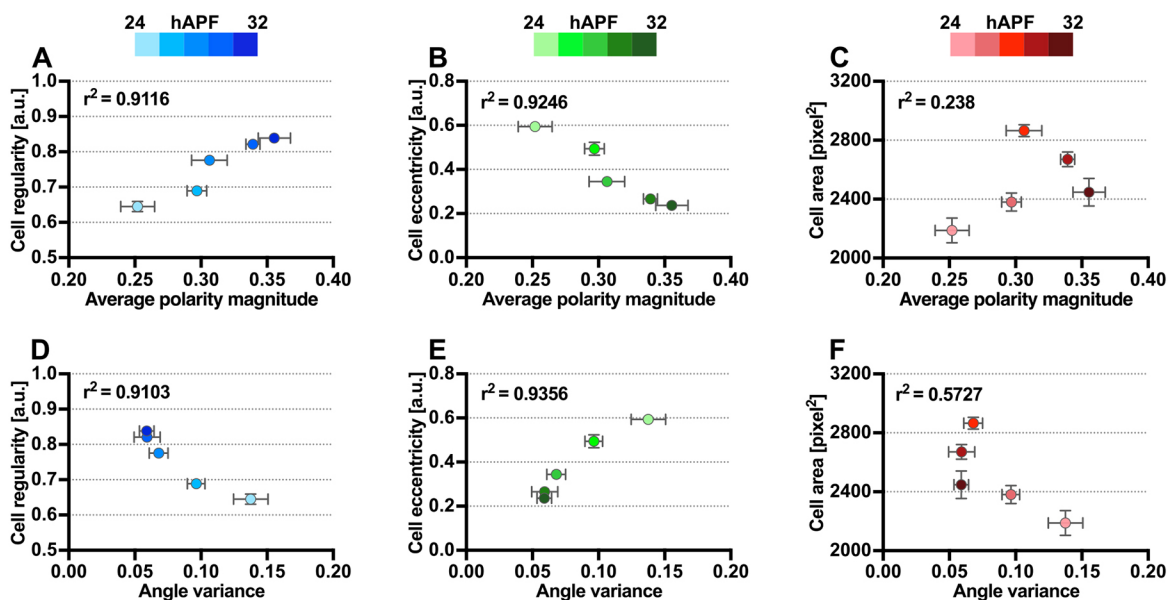 24 hAPF 32
A
Cell regularity [a.u.]
1.0
0.9
0.8
0.7
0.6
0.5
r² = 0.9116
0.20 0.25 0.30 0.35 0.40
Average polarity magnitude
24 hAPF 32
B
Cell eccentricity [a.u.]
0.8
0.6
0.4
0.2
0.0
r² = 0.9246
0.20 0.25 0.30 0.35 0.40
Average polarity magnitude
24 hAPF 32
C
Cell area [pixel²]
3200
2800
2400
2000
r² = 0.238
0.20 0.25 0.30 0.35 0.40
Average polarity magnitude
D
Cell regularity [a.u.]
1.0
0.9
0.8
0.7
0.6
0.5
r² = 0.9103
0.00 0.05 0.10 0.15 0.20
Angle variance
E
Cell eccentricity [a.u.]
0.8
0.6
0.4
0.2
0.0
r² = 0.9356
0.00 0.05 0.10 0.15 0.20
Angle variance
F
Cell area [pixel²]
3200
2800
2400
2000
r² = 0.5727
0.00 0.05 0.10 0.15 0.20
Angle variance